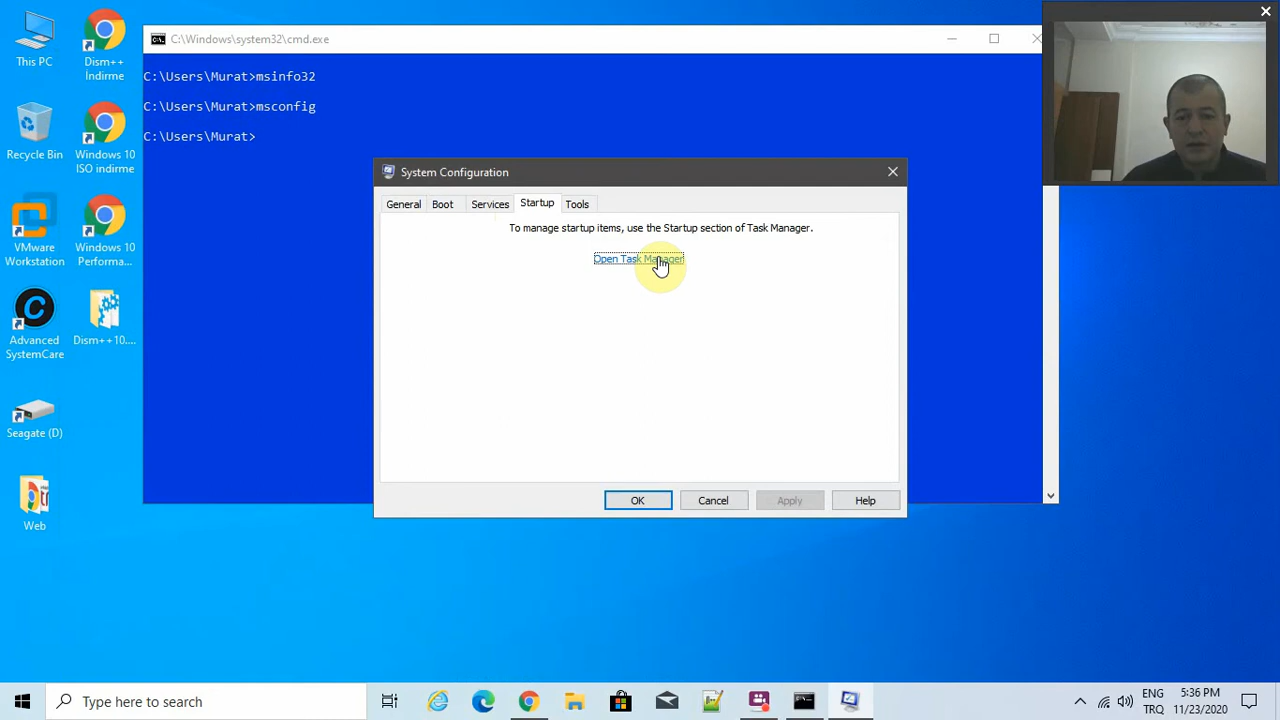 This PC
Dism++
İndirme
Recycle Bin
Windows 10
ISO indirme
VMware
Workstation
Windows 10
Performa...
Advanced
SystemCare
Dism++10....
Seagate (D)
Web
C:\Windows\system32\cmd.exe
C:\Users\Murat>msinfo32
C:\Users\Murat>msconfig
C:\Users\Murat>
System Configuration
General Boot Services Startup Tools
To manage startup items, use the Startup section of Task Manager.
Open Task Manager
OK Cancel Apply Help
Type here to search
ENG 5:36 PM
TRQ 11/23/2020